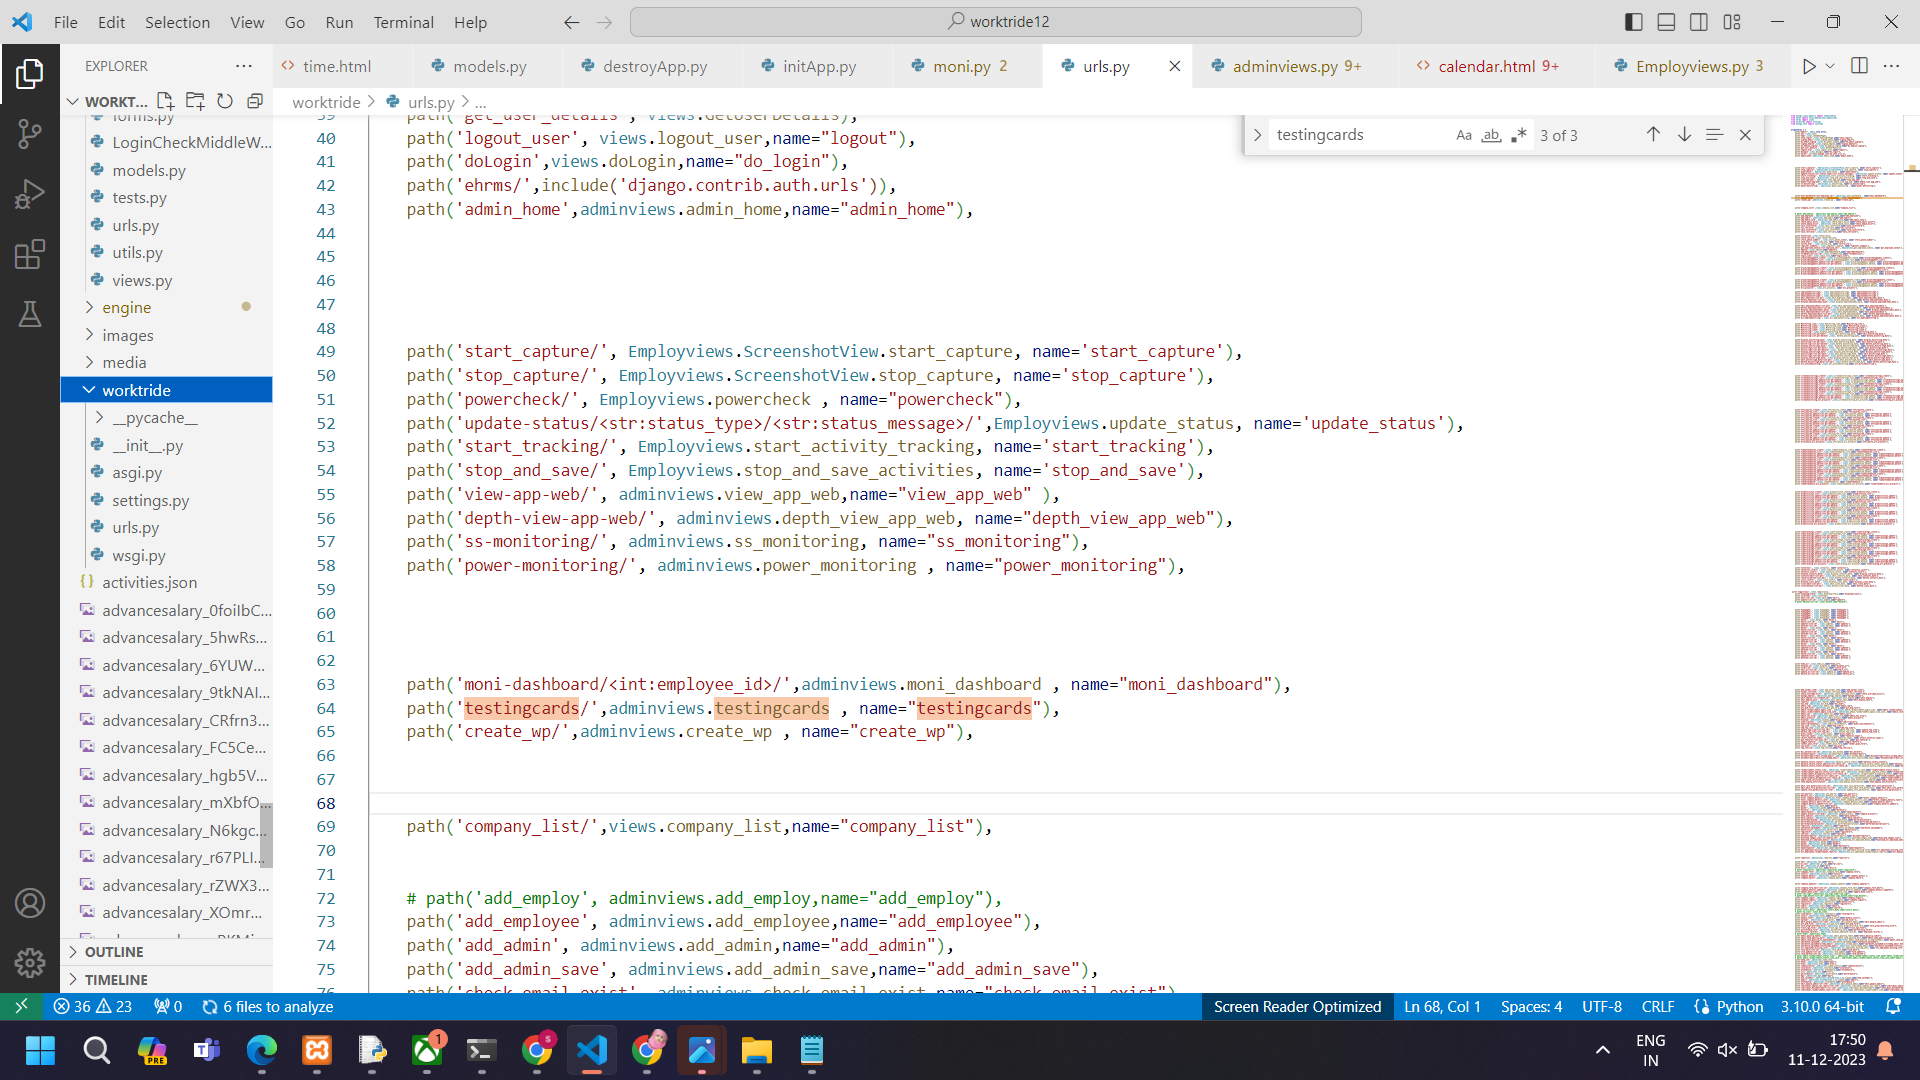 File Edit Selection View Go Run Terminal Help
worktride12
EXPLORER
time.html
models.py
destroyApp.py
initApp.py
moni.py 2
urls.py
adminviews.py 9+
calendar.html 9+
Employviews.py 3
WORKT...
worktride > urls.py > ...
testingcards
Aa ab 3 of 3
forms.py
LoginCheckMiddleW...
models.py
tests.py
urls.py
utils.py
views.py
engine
images
media
worktride
__pycache__
__init__.py
asgi.py
settings.py
urls.py
wsgi.py
activities.json
advancesalary_0foiIbC...
advancesalary_5hwRs...
advancesalary_6YUW...
advancesalary_9tkNAI...
advancesalary_CRfrn3...
advancesalary_FC5Ce...
advancesalary_hgb5V...
advancesalary_mXbfO...
advancesalary_N6kgc...
advancesalary_r67PLI...
advancesalary_rZWX3...
advancesalary_XOmr...
OUTLINE
TIMELINE
39 path('get_user_details', views.GetUserDetails),
40 path('logout_user', views.logout_user,name="logout"),
41 path('doLogin',views.doLogin,name="do_login"),
42 path('ehrms/',include('django.contrib.auth.urls')),
43 path('admin_home',adminviews.admin_home,name="admin_home"),
44
45
46
47
48
49 path('start_capture/', Employviews.ScreenshotView.start_capture, name='start_capture'),
50 path('stop_capture/', Employviews.ScreenshotView.stop_capture, name='stop_capture'),
51 path('powercheck/', Employviews.powercheck , name="powercheck"),
52 path('update-status/<str:status_type>/<str:status_message>/',Employviews.update_status, name='update_status'),
53 path('start_tracking/', Employviews.start_activity_tracking, name='start_tracking'),
54 path('stop_and_save/', Employviews.stop_and_save_activities, name='stop_and_save'),
55 path('view-app-web/', adminviews.view_app_web,name="view_app_web" ),
56 path('depth-view-app-web/', adminviews.depth_view_app_web, name="depth_view_app_web"),
57 path('ss-monitoring/', adminviews.ss_monitoring, name="ss_monitoring"),
58 path('power-monitoring/', adminviews.power_monitoring , name="power_monitoring"),
59
60
61
62
63 path('moni-dashboard/<int:employee_id>/',adminviews.moni_dashboard , name="moni_dashboard"),
64 path('testingcards/',adminviews.testingcards , name="testingcards"),
65 path('create_wp/',adminviews.create_wp , name="create_wp"),
66
67
68
69 path('company_list/',views.company_list,name="company_list"),
70
71
72 # path('add_employ', adminviews.add_employ,name="add_employ"),
73 path('add_employee', adminviews.add_employee,name="add_employee"),
74 path('add_admin', adminviews.add_admin,name="add_admin"),
75 path('add_admin_save', adminviews.add_admin_save,name="add_admin_save"),
76 path('check_email_exist', adminviews.check_email_exist,name="check_email_exist"),
36 23 0 6 files to analyze
Screen Reader Optimized Ln 68, Col 1 Spaces: 4 UTF-8 CRLF Python 3.10.0 64-bit
PRE
1
ENG
IN
17:50
11-12-2023